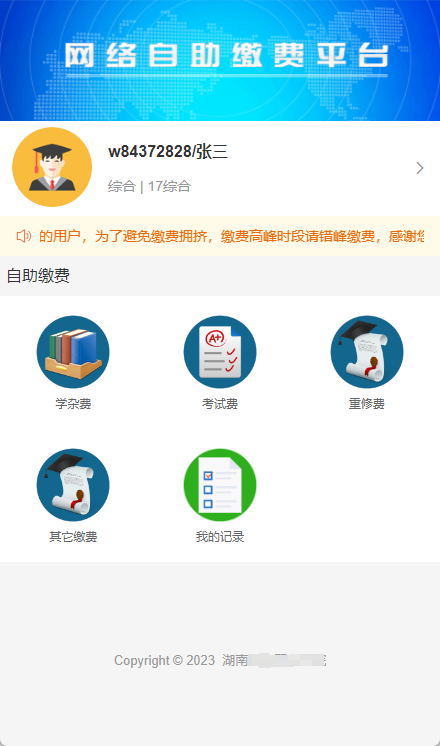 网络自助缴费平台
w84372828/张三
综合 | 17综合
的用户，为了避免缴费拥挤，缴费高峰时段请错峰缴费，感谢您
自助缴费
A+
学杂费
考试费
重修费
其它缴费
我的记录
Copyright © 2023 湖南